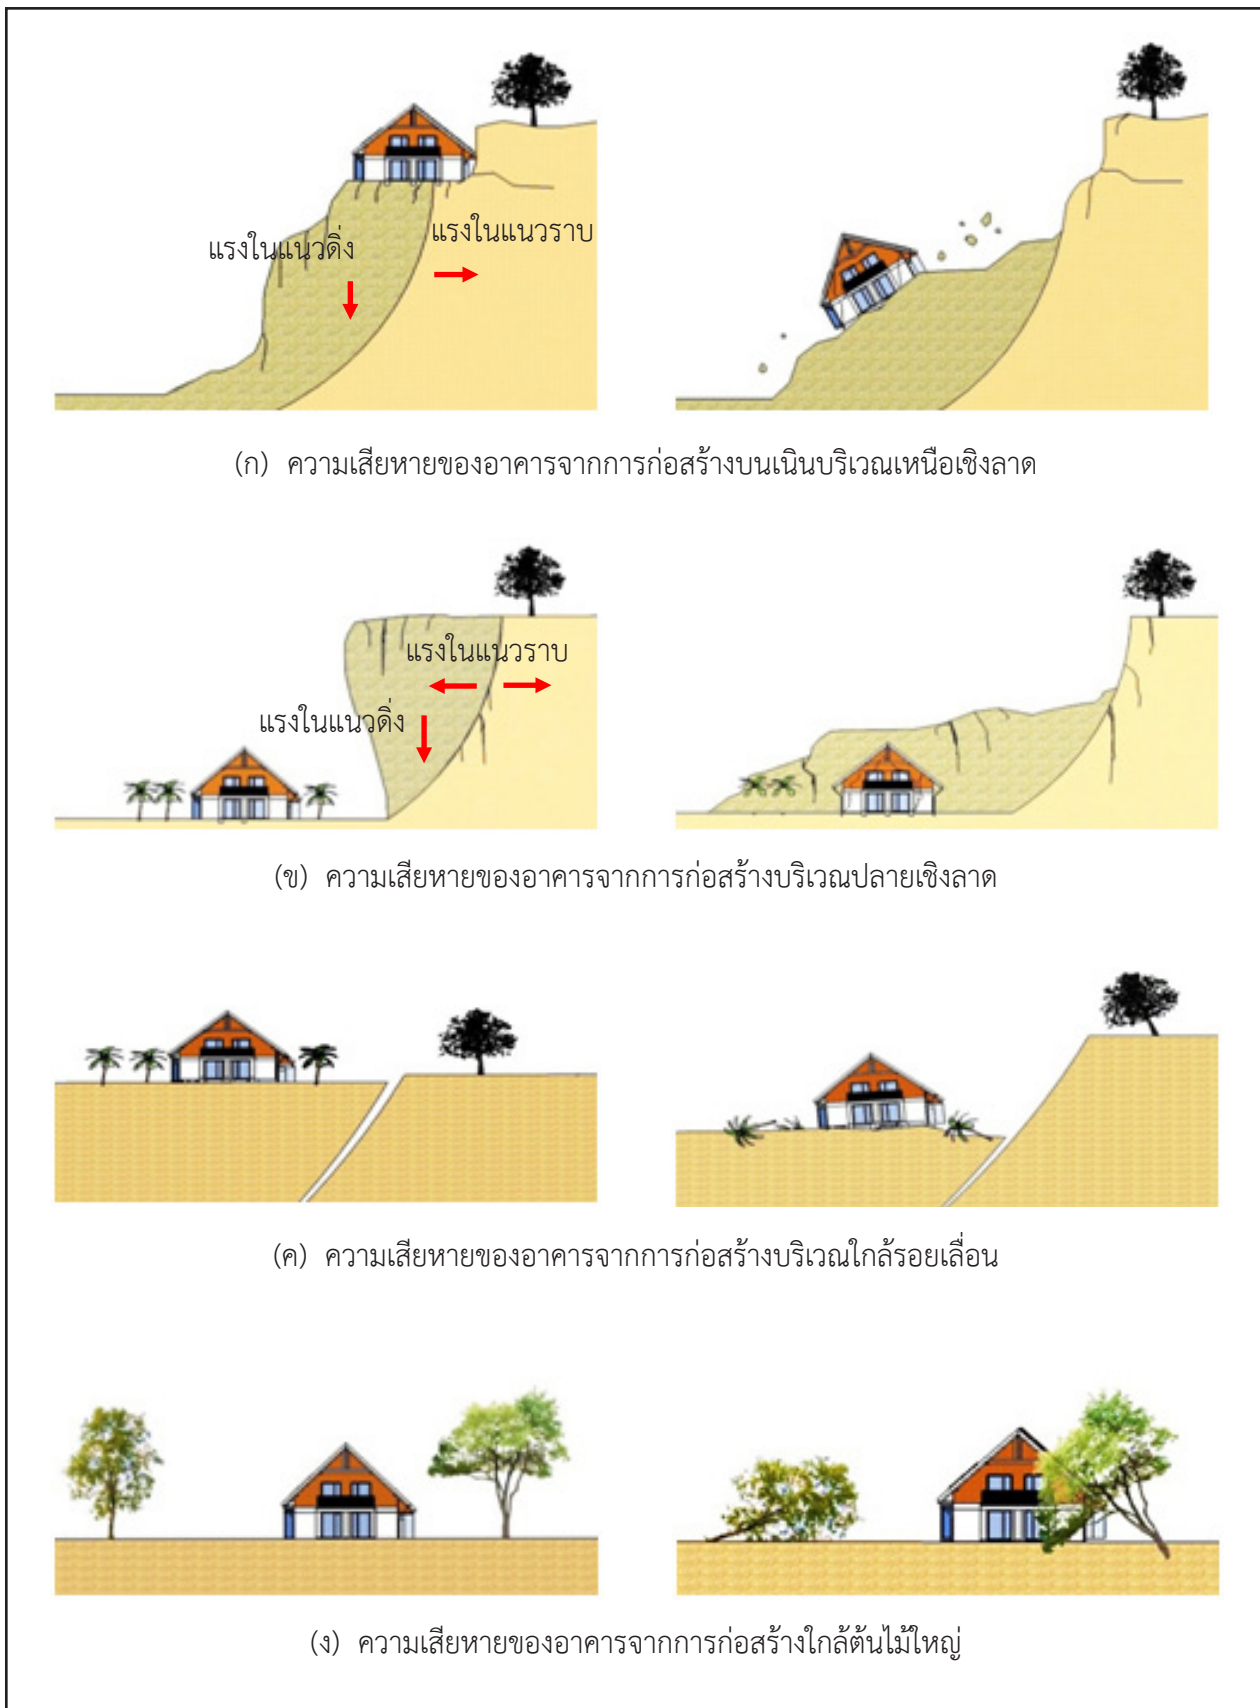 แรงในแนวราบ
แรงในแนวดิ่ง
(ก) ความเสียหายของอาคารจากการก่อสร้างบนเนินบริเวณเหนือเชิงลาด
แรงในแนวราบ
แรงในแนวดิ่ง
(ข) ความเสียหายของอาคารจากการก่อสร้างบริเวณปลายเชิงลาด
(ค) ความเสียหายของอาคารจากการก่อสร้างบริเวณใกล้รอยเลื่อน
(ง) ความเสียหายของอาคารจากการก่อสร้างใกล้ต้นไม้ใหญ่